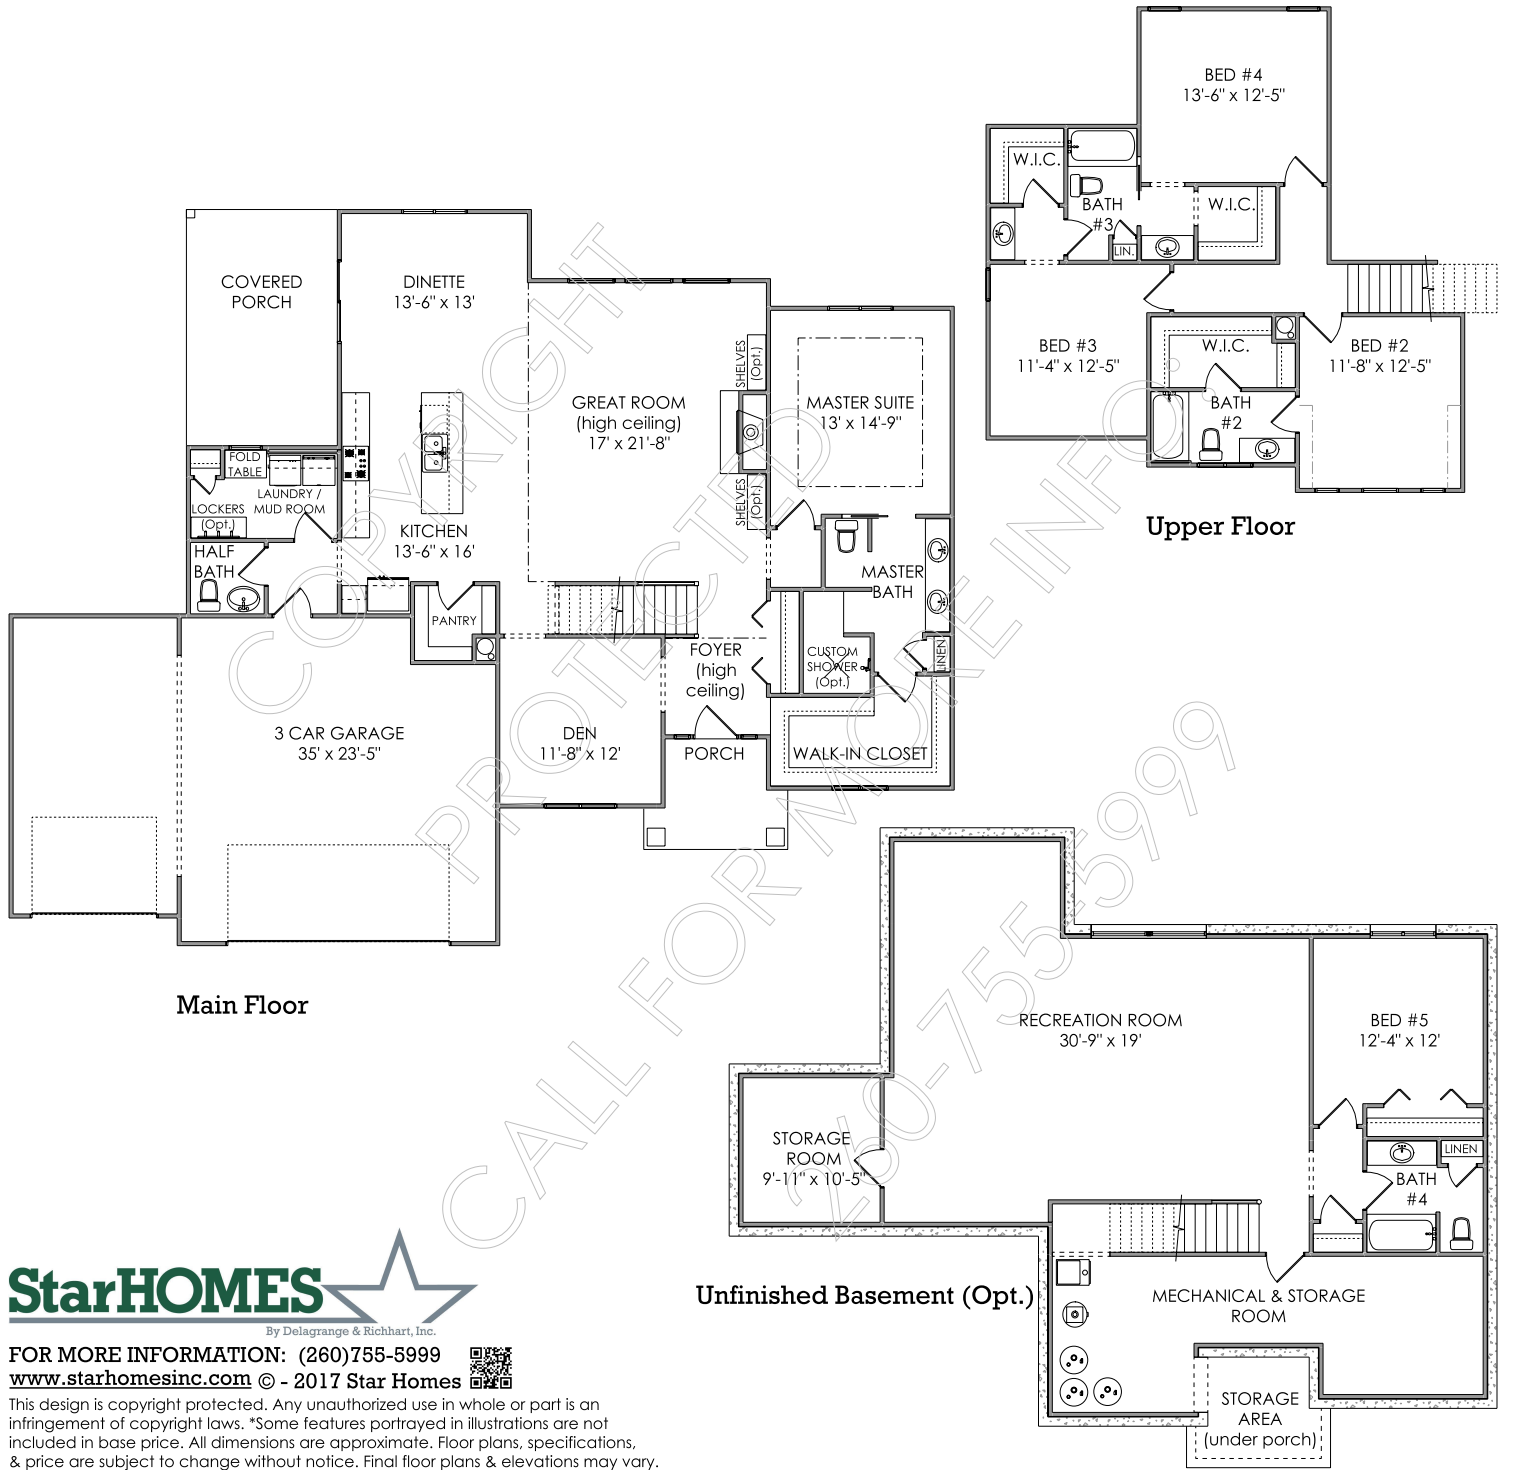 BED #4
13'-6" x 12'-5"
W.I.C.
BATH
#3
W.I.C.
LIN.
BED #3
11'-4" x 12'-5"
W.I.C.
BED #2
11'-8" x 12'-5"
BATH
#2
Upper Floor
COVERED
PORCH
DINETTE
13'-6" x 13'
GREAT ROOM
(high ceiling)
17' x 21'-8"
SHELVES
(Opt.)
MASTER SUITE
13' x 14'-9"
SHELVES
(Opt.)
FOLD
TABLE
LAUNDRY /
MUD ROOM
LOCKERS
(Opt.)
KITCHEN
13'-6" x 16'
HALF
BATH
MASTER
BATH
PANTRY
FOYER
(high
ceiling)
CUSTOM
SHOWER
(Opt.)
LINEN
3 CAR GARAGE
35' x 23'-5"
DEN
11'-8" x 12'
PORCH
WALK-IN CLOSET
Main Floor
RECREATION ROOM
30'-9" x 19'
BED #5
12'-4" x 12'
STORAGE
ROOM
9'-11" x 10'-5"
LINEN
BATH
#4
MECHANICAL & STORAGE
ROOM
STORAGE
AREA
(under porch)
Unfinished Basement (Opt.)
COPYRIGHT
PROTECTED
CALL FOR MORE INFO:
260-755-5999
StarHOMES
By Delagrange & Richhart, Inc.
FOR MORE INFORMATION: (260)755-5999
www.starhomesinc.com © - 2017 Star Homes
This design is copyright protected. Any unauthorized use in whole or part is an
infringement of copyright laws. *Some features portrayed in illustrations are not
included in base price. All dimensions are approximate. Floor plans, specifications,
& price are subject to change without notice. Final floor plans & elevations may vary.